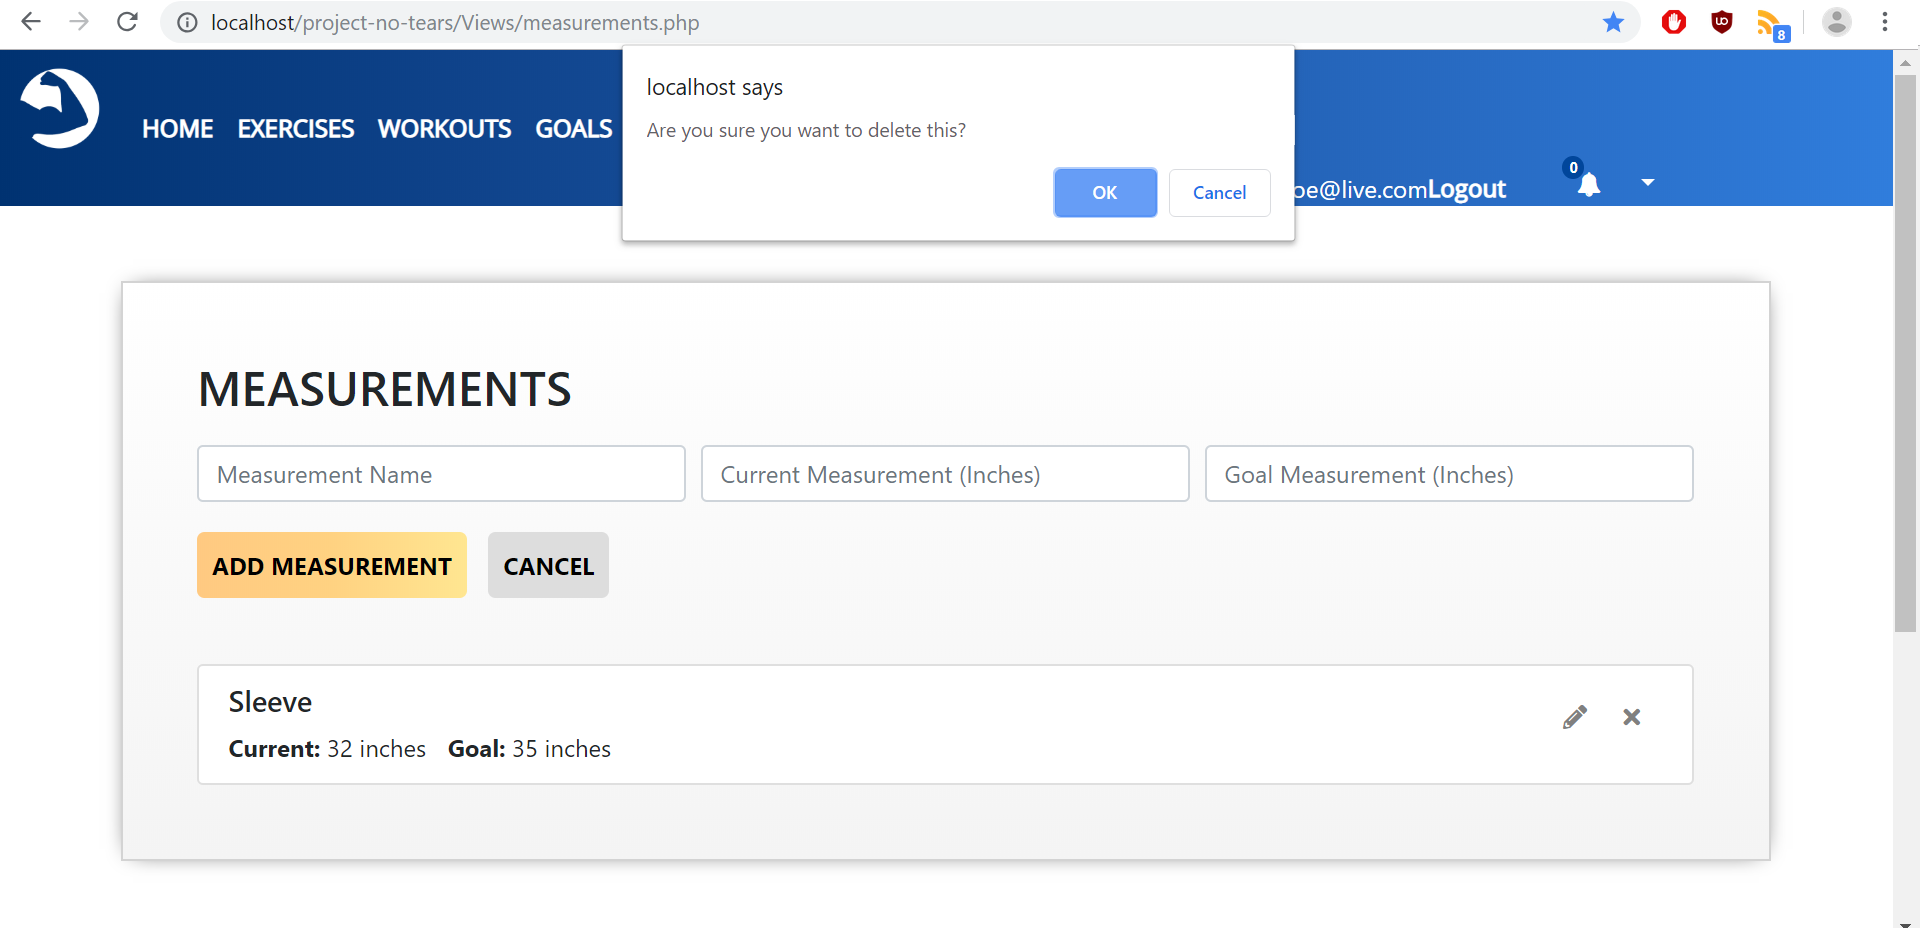 localhost/project-no-tears/Views/measurements.php
8
localhost says
Are you sure you want to delete this?
OK Cancel
HOME EXERCISES WORKOUTS GOALS
0
@live.comLogout
MEASUREMENTS
Measurement Name Current Measurement (Inches) Goal Measurement (Inches)
ADD MEASUREMENT CANCEL
Sleeve
Current: 32 inches Goal: 35 inches